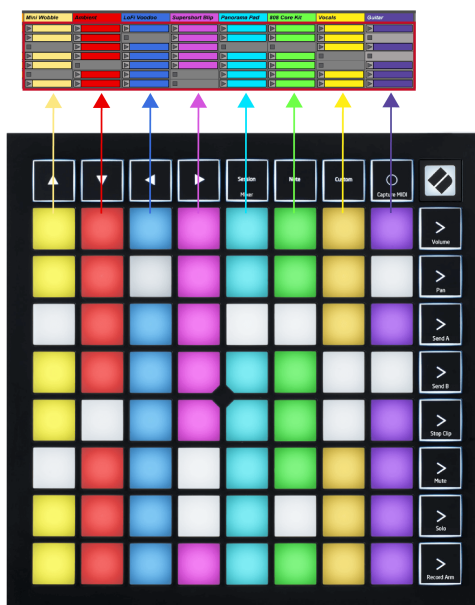 Mini Wobble
Ambient
LoFi Voodoo
Supershort Blip
Panorama Pad
808 Core Kit
Vocals
Guitar
Session
Mixer
Note
Custom
Capture MIDI
Volume
Pan
Send A
Send B
Stop Clip
Mute
Solo
Record Arm